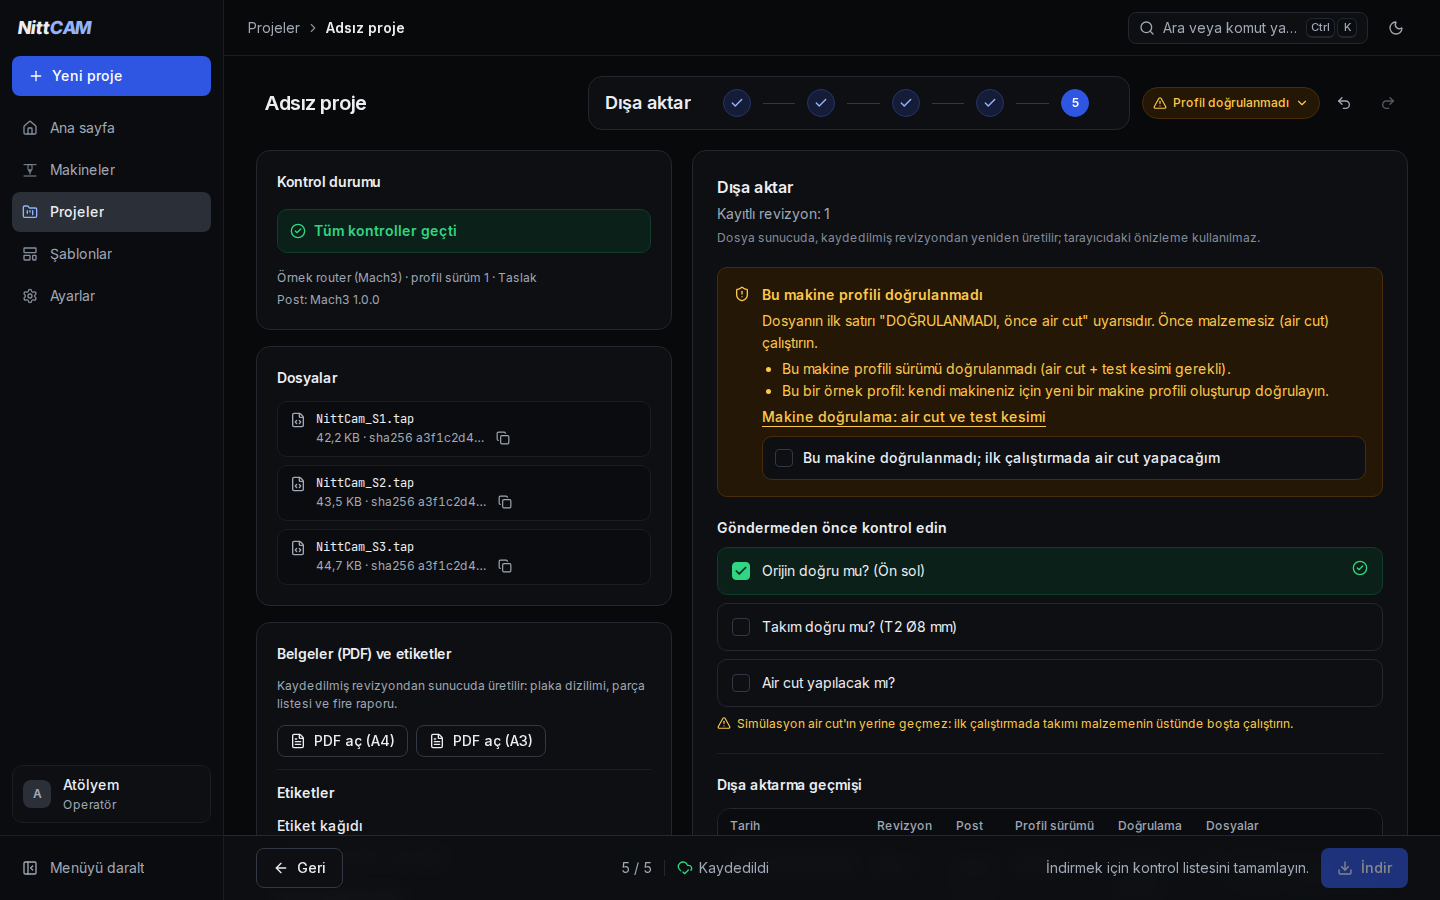 NittCAM
Yeni proje
Ana sayfa
Makineler
Projeler
Şablonlar
Ayarlar
A
Atölyem
Operatör
Menüyü daralt
Projeler
Adsız proje
Ara veya komut ya...
Ctrl
K
Adsız proje
Dışa aktar
5
Profil doğrulanmadı
Kontrol durumu
Tüm kontroller geçti
Örnek router (Mach3) · profil sürüm 1 · Taslak
Post: Mach3 1.0.0
Dosyalar
NittCam_S1.tap
42,2 KB · sha256 a3f1c2d4...
NittCam_S2.tap
43,5 KB · sha256 a3f1c2d4...
NittCam_S3.tap
44,7 KB · sha256 a3f1c2d4...
Belgeler (PDF) ve etiketler
Kaydedilmiş revizyondan sunucuda üretilir: plaka dizilimi, parça
listesi ve fire raporu.
PDF aç (A4)
PDF aç (A3)
Etiketler
Etiket kağıdı
Dışa aktar
Kayıtlı revizyon: 1
Dosya sunucuda, kaydedilmiş revizyondan yeniden üretilir; tarayıcıdaki önizleme kullanılmaz.
Bu makine profili doğrulanmadı
Dosyanın ilk satırı "DOĞRULANMADI, önce air cut" uyarısıdır. Önce malzemesiz (air cut)
çalıştırın.
• Bu makine profili sürümü doğrulanmadı (air cut + test kesimi gerekli).
• Bu bir örnek profil: kendi makineniz için yeni bir makine profili oluşturup doğrulayın.
Makine doğrulama: air cut ve test kesimi
Bu makine doğrulanmadı; ilk çalıştırmada air cut yapacağım
Göndermeden önce kontrol edin
Orijin doğru mu? (Ön sol)
Takım doğru mu? (T2 Ø8 mm)
Air cut yapılacak mı?
Simülasyon air cut'ın yerine geçmez: ilk çalıştırmada takımı malzemenin üstünde boşta çalıştırın.
Dışa aktarma geçmişi
Tarih
Revizyon
Post
Profil sürümü
Doğrulama
Dosyalar
Geri
5 / 5
Kaydedildi
İndirmek için kontrol listesini tamamlayın.
İndir